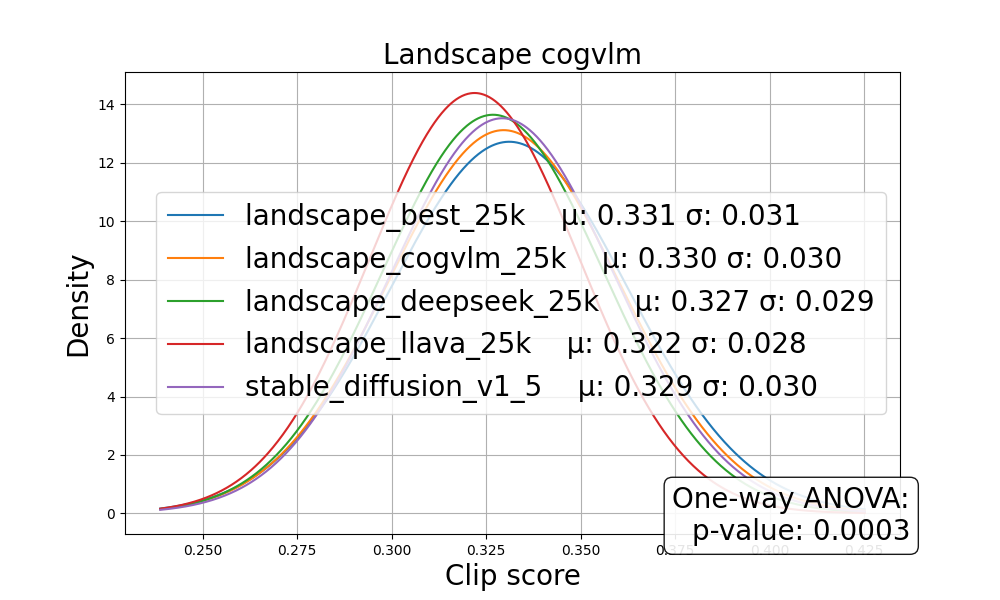 Landscape cogvlm
Density
14
12
10
8
6
4
2
0
landscape_best_25k μ: 0.331 σ: 0.031
landscape_cogvlm_25k μ: 0.330 σ: 0.030
landscape_deepseek_25k μ: 0.327 σ: 0.029
landscape_llava_25k μ: 0.322 σ: 0.028
stable_diffusion_v1_5 μ: 0.329 σ: 0.030
One-way ANOVA:
p-value: 0.0003
0.250 0.275 0.300 0.325 0.350 0.375 0.400 0.425
Clip score